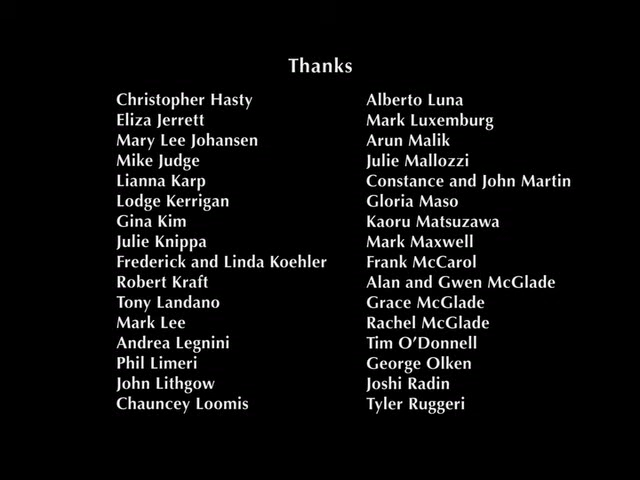 Thanks
Christopher Hasty
Eliza Jerrett
Mary Lee Johansen
Mike Judge
Lianna Karp
Lodge Kerrigan
Gina Kim
Julie Knippa
Frederick and Linda Koehler
Robert Kraft
Tony Landano
Mark Lee
Andrea Legnini
Phil Limeri
John Lithgow
Chauncey Loomis
Alberto Luna
Mark Luxemburg
Arun Malik
Julie Mallozzi
Constance and John Martin
Gloria Maso
Kaoru Matsuzawa
Mark Maxwell
Frank McCarol
Alan and Gwen McGlade
Grace McGlade
Rachel McGlade
Tim O’Donnell
George Olken
Joshi Radin
Tyler Ruggeri